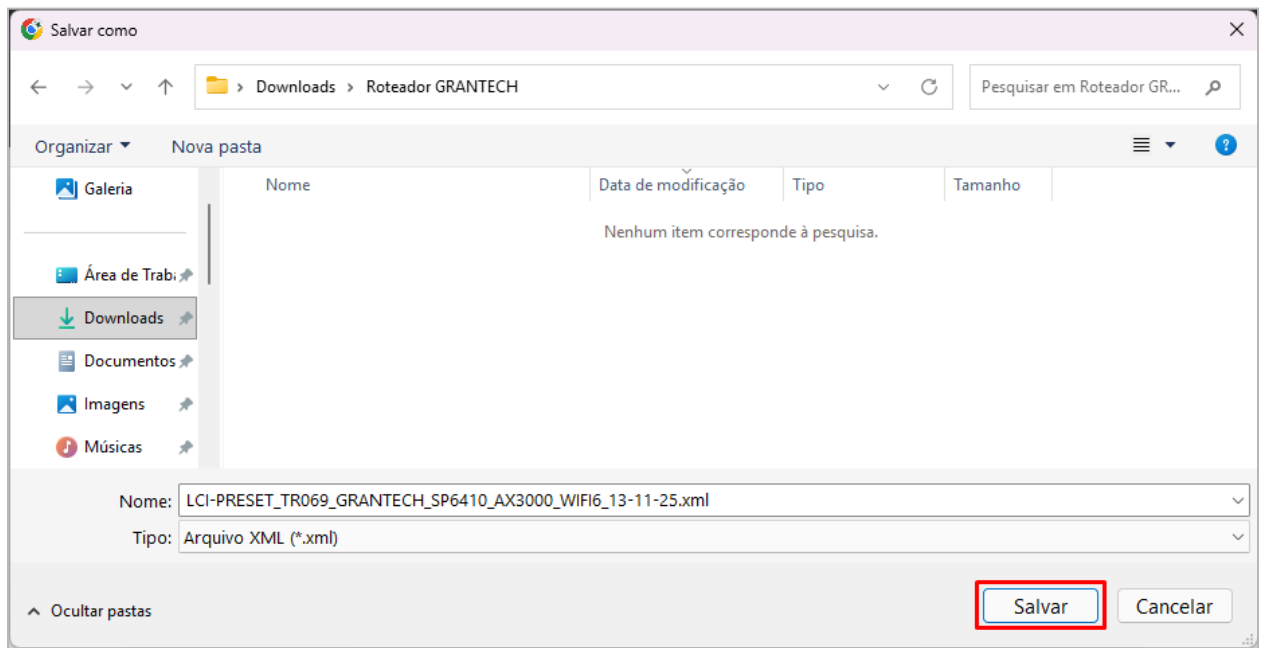 Salvar como
Downloads > Roteador GRANTECH
Pesquisar em Roteador GR...
Organizar
Nova pasta
Galeria
Nome
Data de modificação
Tipo
Tamanho
Nenhum item corresponde à pesquisa.
Área de Trab
Downloads
Documentos
Imagens
Músicas
Nome: LCI-PRESET_TR069_GRANTECH_SP6410_AX3000_WIFI6_13-11-25.xml
Tipo: Arquivo XML (*.xml)
Ocultar pastas
Salvar
Cancelar